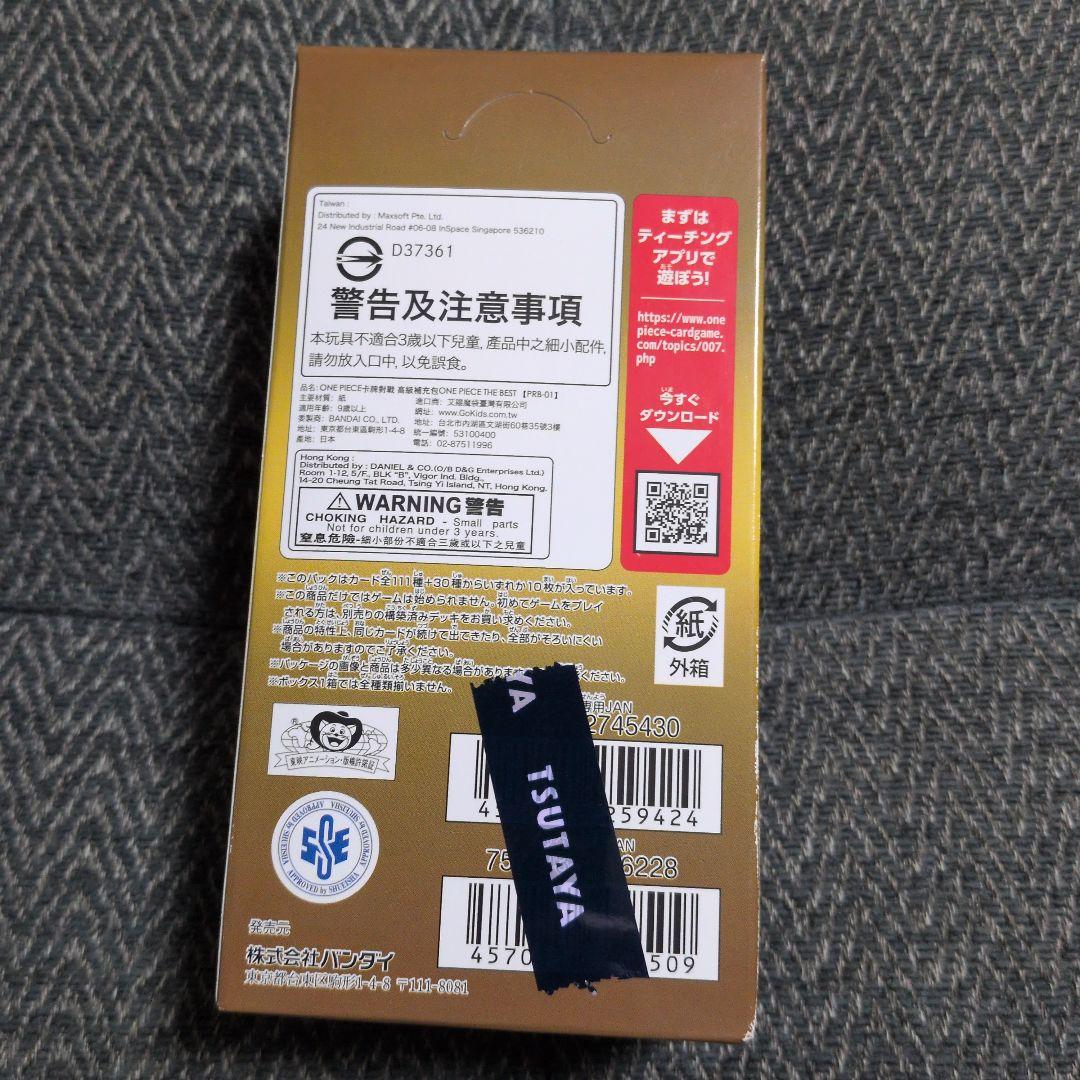 Taiwan :
Distributed by : Maxsoft Pte. Ltd.
24 New Industrial Road #06-08 InSpace Singapore 536210
D37361
警告及注意事項
本玩具不適合3歳以下兒童, 產品中之細小配件,
請勿放入口中, 以免誤食。
品名: ONE PIECE卡牌對戰 高級補充包ONE PIECE THE BEST【PRB-01】
主要材質: 紙
適用年齡: 9歲以上
委製商: BANDAI CO., LTD.
地址: 東京都台東區駒形1-4-8
產地: 日本
進口商: 艾雞魔袋臺灣有限公司
網址: www.GoKids.com.tw
地址: 台北市內湖區文湖街60巷35號3樓
統一編號: 53100400
電話: 02-87511996
Hong Kong :
Distributed by : DANIEL & CO.(O/B D&G Enterprises Ltd.)
Room 1-12, 5/F., BLK "B", Vigor Ind. Bldg.,
14-20 Cheung Tat Road, Tsing Yi Island, NT, Hong Kong.
⚠WARNING 警告
CHOKING HAZARD - Small parts
Not for children under 3 years.
窒息危險-細小部份不適合三歲或以下之兒童
まずは
ティーチング
アプリで
遊ぼう!
https://www.one
piece-cardgame.
com/topics/007.
php
今すぐ
ダウンロード
※このパックはカード全111種+30種からいずれか10枚が入っています。
※この商品だけではゲームは始められません。初めてゲームをプレイ
される方は、別売りの構築済みデッキをお買い求めください。
※商品の特性上、同じカードが続けて出てきたり、全部がそろいにくい
場合がありますのでご了承ください。
※パッケージの画像と商品は多少異なる場合がありま
ください。
※ボックス1箱では全種類揃いません。
紙
外箱
専用JAN
2745430
259424
6228
4570
509
YA
TSUTAYA
東映アニメーション・版権許諾証
APPROVED by SHUEISHA
発売元
株式会社バンダイ
東京都台東区駒形1-4-8 〒111-8081